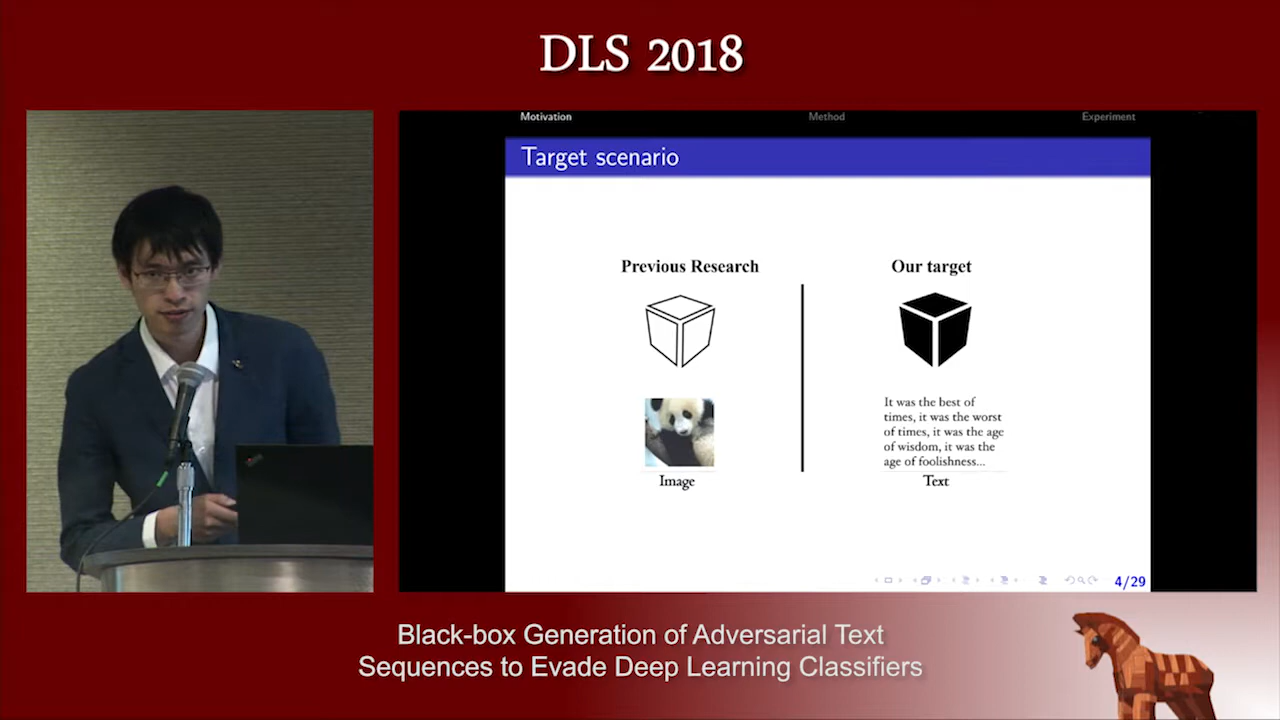 DLS 2018
Motivation
Method
Experiment
Target scenario
Previous Research
Our target
It was the best of
times, it was the worst
of times, it was the age
of wisdom, it was the
age of foolishness...
Image
Text
4/29
Black-box Generation of Adversarial Text
Sequences to Evade Deep Learning Classifiers